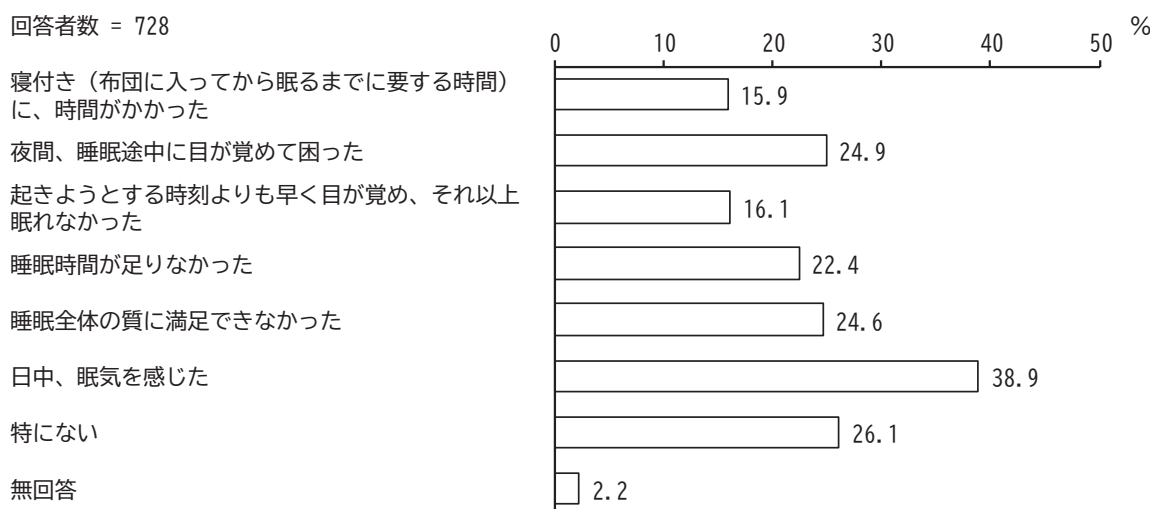 回答者数 = 728
%
0 10 20 30 40 50
寝付き（布団に入ってから眠るまでに要する時間）
に、時間がかかった
15.9
夜間、睡眠途中に目が覚めて困った
24.9
起きようとする時刻よりも早く目が覚め、それ以上
眠れなかった
16.1
睡眠時間が足りなかった
22.4
睡眠全体の質に満足できなかった
24.6
日中、眠気を感じた
38.9
特にない
26.1
無回答
2.2